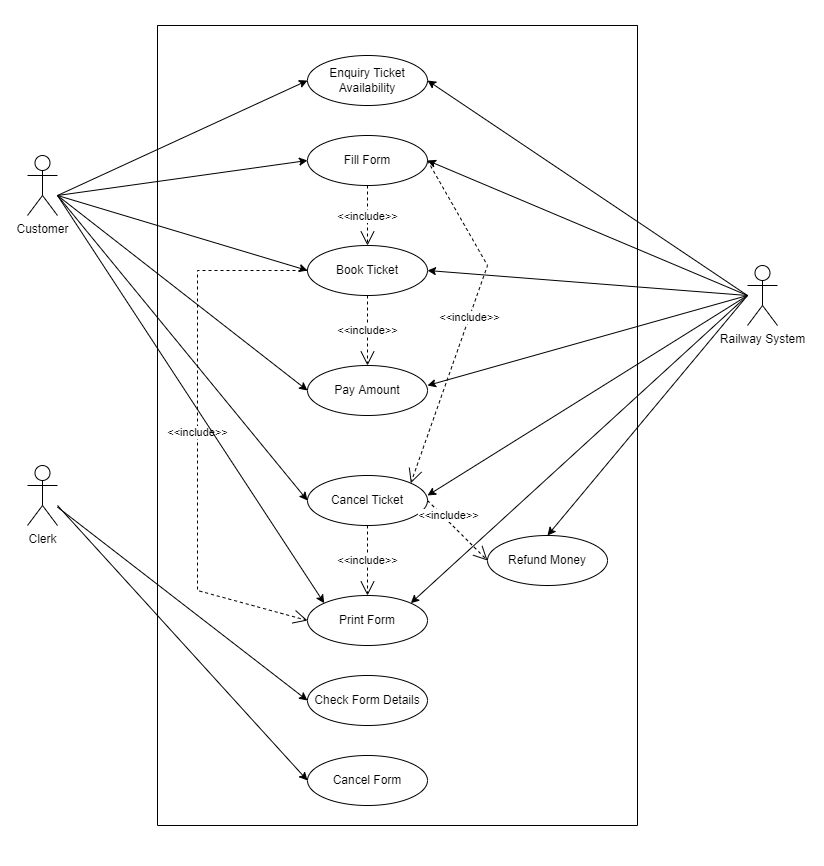 Enquiry Ticket
Availability
Fill Form
Customer
<<include>>
Book Ticket
<<include>>
<<include>>
Railway System
Pay Amount
<<include>>
Cancel Ticket
<<include>>
Clerk
<<include>>
Refund Money
Print Form
Check Form Details
Cancel Form